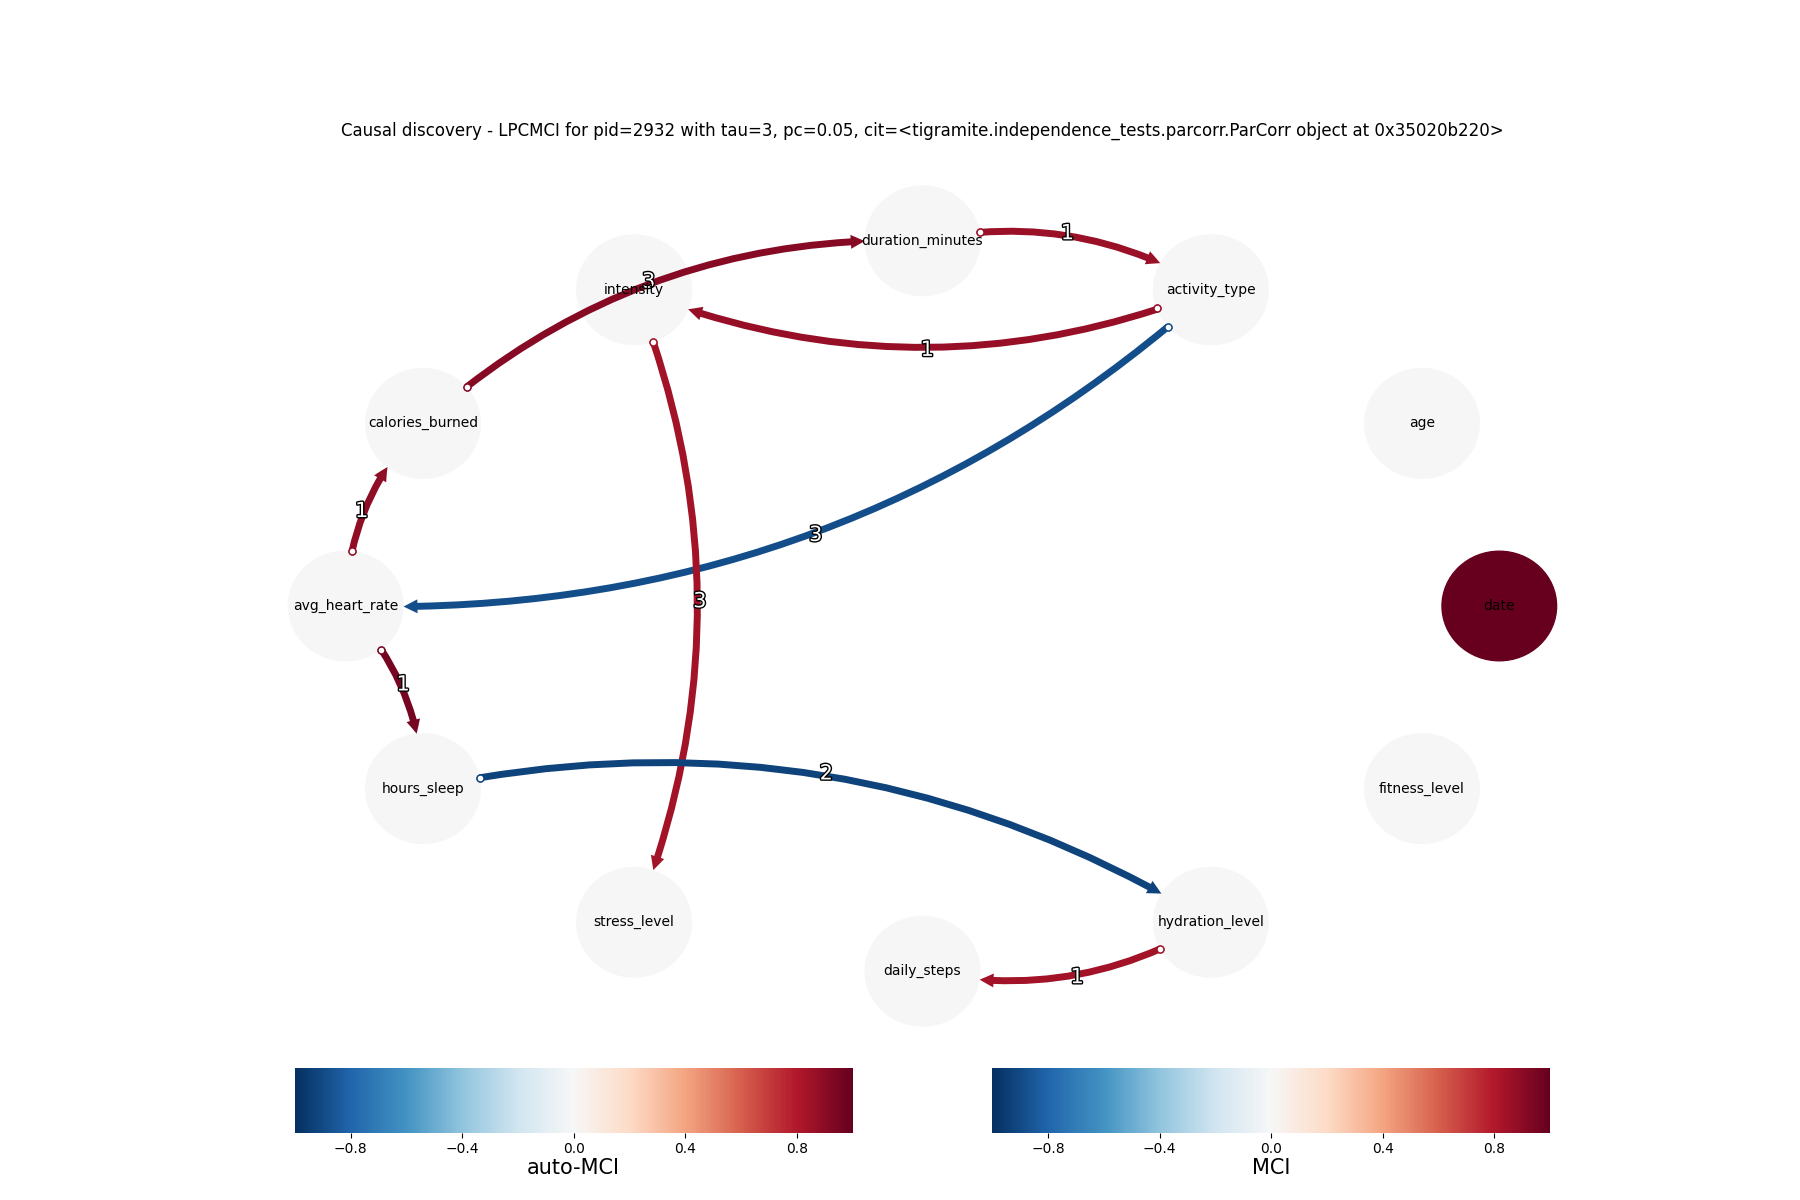 Causal discovery - LPCMCI for pid=2932 with tau=3, pc=0.05, cit=<tigramite.independence_tests.parcorr.ParCorr object at 0x35020b220>
duration_minutes
1
3
intensity
activity_type
1
calories_burned
age
1
3
avg_heart_rate
3
date
1
2
hours_sleep
fitness_level
stress_level
hydration_level
daily_steps
1
−0.8 −0.4 0.0 0.4 0.8
auto-MCI
−0.8 −0.4 0.0 0.4 0.8
MCI